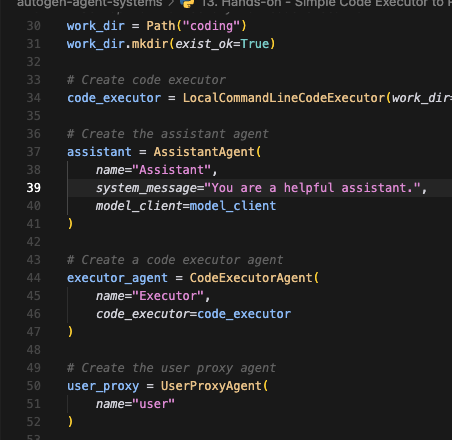 autogen-agent-systems > 13. Hands-on - Simple Code Executor to
30 work_dir = Path("coding")
31 work_dir.mkdir(exist_ok=True)
32
33 # Create code executor
34 code_executor = LocalCommandLineCodeExecutor(work_dir=
35
36 # Create the assistant agent
37 assistant = AssistantAgent(
38 name="Assistant",
39 system_message="You are a helpful assistant.",
40 model_client=model_client
41 )
42
43 # Create a code executor agent
44 executor_agent = CodeExecutorAgent(
45 name="Executor",
46 code_executor=code_executor
47 )
48
49 # Create the user proxy agent
50 user_proxy = UserProxyAgent(
51 name="user"
52 )
53